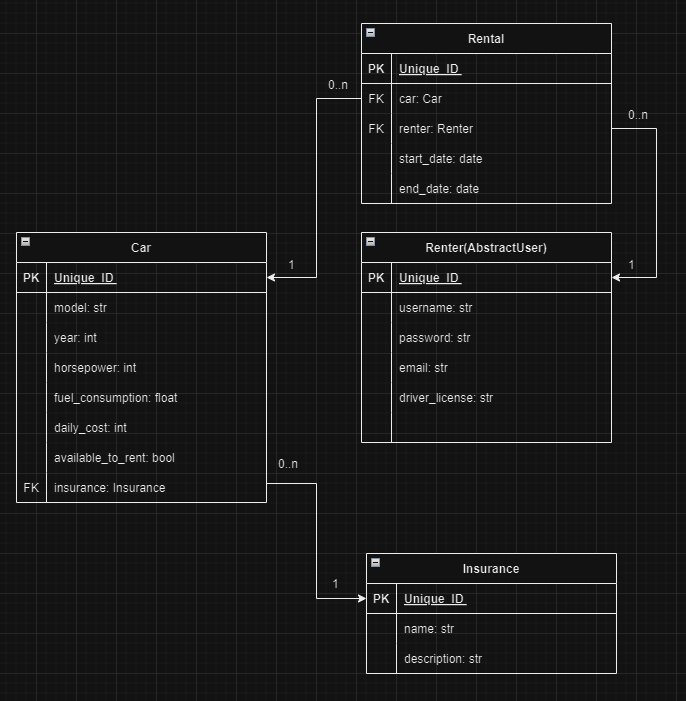 Rental
PK Unique_ID
FK car: Car
FK renter: Renter
start_date: date
end_date: date
0..n
0..n
1
1
Car
PK Unique_ID
model: str
year: int
horsepower: int
fuel_consumption: float
daily_cost: int
available_to_rent: bool
FK insurance: Insurance
Renter(AbstractUser)
PK Unique_ID
username: str
password: str
email: str
driver_license: str
0..n
1
Insurance
PK Unique_ID
name: str
description: str